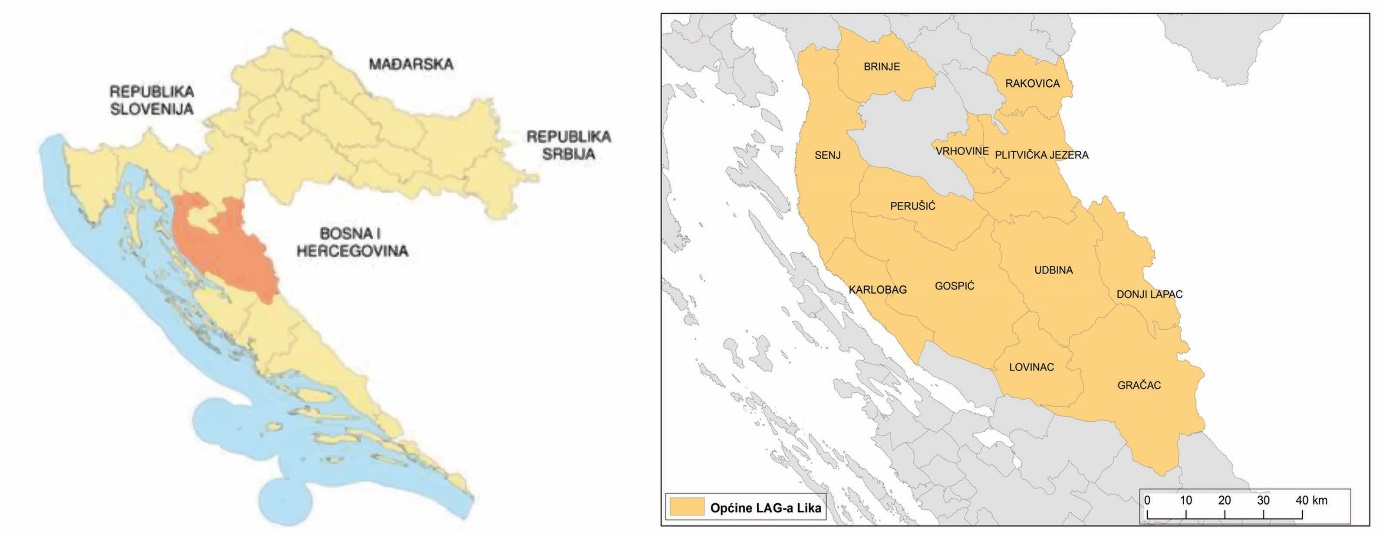 MAĐARSKA
REPUBLIKA
SLOVENIJA
REPUBLIKA
SRBIJA
BOSNA I
HERCEGOVINA
BRINJE
RAKOVICA
SENJ
VRHOVINE
PLITVIČKA JEZERA
PERUŠIĆ
UDBINA
KARLOBAG
GOSPIĆ
DONJI LAPAC
LOVINAC
GRAČAC
Općine LAG-a Lika
0 10 20 30 40 km